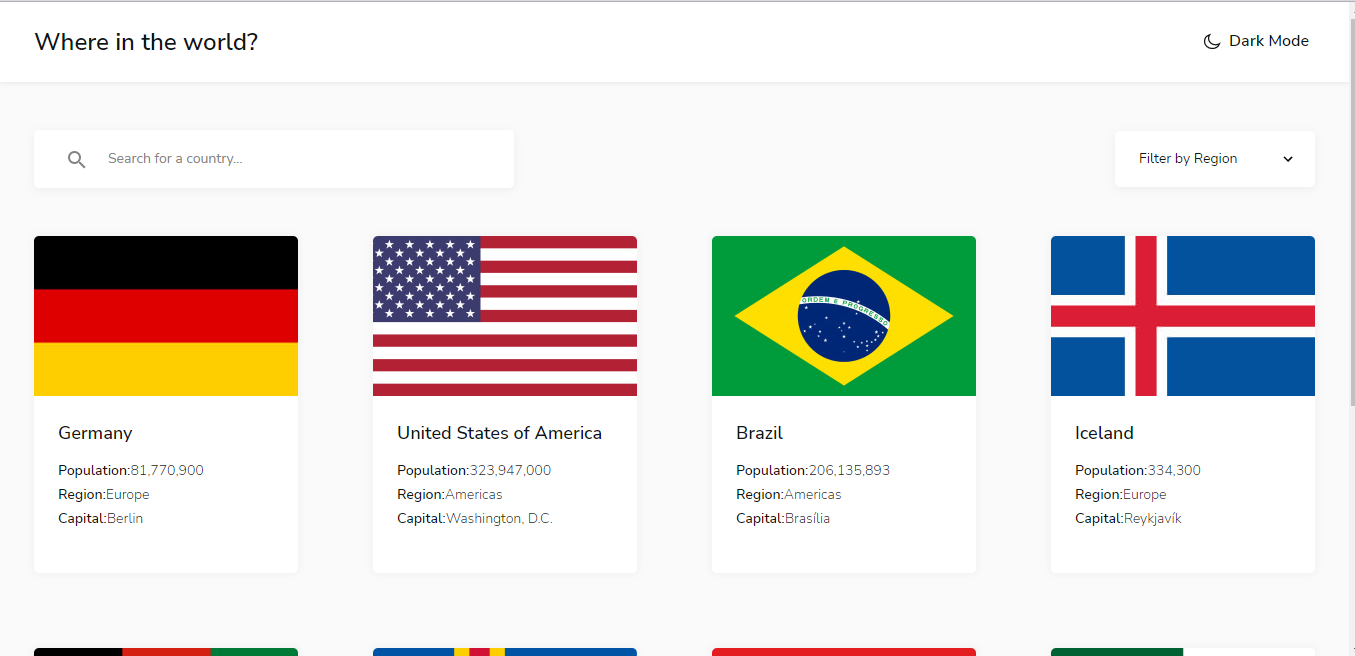 Where in the world?
Dark Mode
Search for a country...
Filter by Region
ORDEM E PROGRESSO
Germany
Population:81,770,900
Region:Europe
Capital:Berlin
United States of America
Population:323,947,000
Region:Americas
Capital:Washington, D.C.
Brazil
Population:206,135,893
Region:Americas
Capital:Brasília
Iceland
Population:334,300
Region:Europe
Capital:Reykjavík